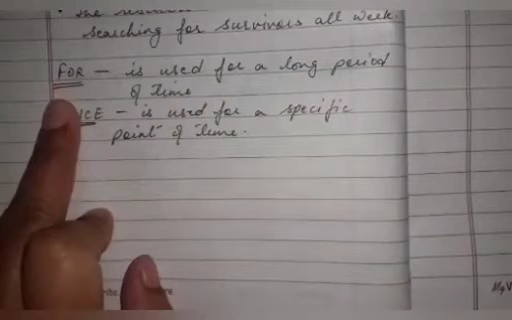 searching for survivors all week.
FOR – is used for a long period
of time
CE – is used for a specific
point of time.